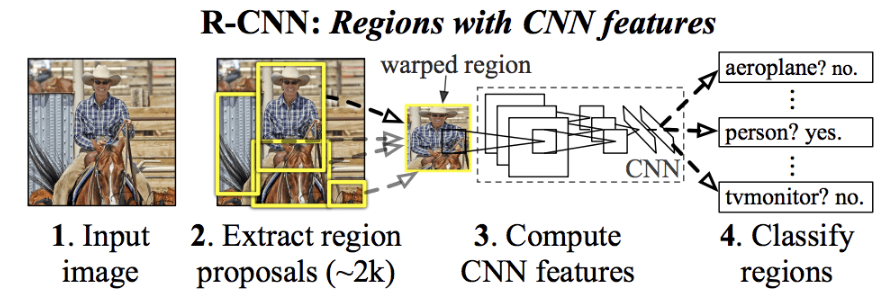 R-CNN: Regions with CNN features
warped region
aeroplane? no.
person? yes.
tvmonitor? no.
CNN
1. Input
image
2. Extract region
proposals (~2k)
3. Compute
CNN features
4. Classify
regions